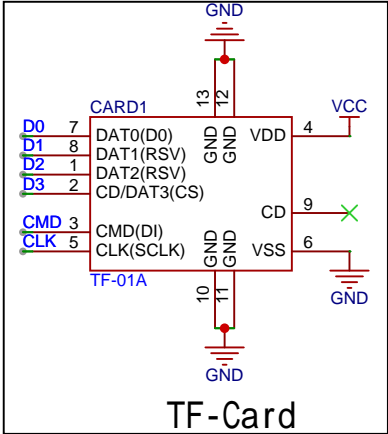 GND
CARD1
13
12
VCC
D0 7 DAT0(D0) GND GND VDD 4
D1 8 DAT1(RSV)
D2 1 DAT2(RSV)
D3 2 CD/DAT3(CS)
CD 9
CMD 3 CMD(DI)
CLK 5 CLK(SCLK) GND GND VSS 6
TF-01A
10
11
GND
GND
TF-Card